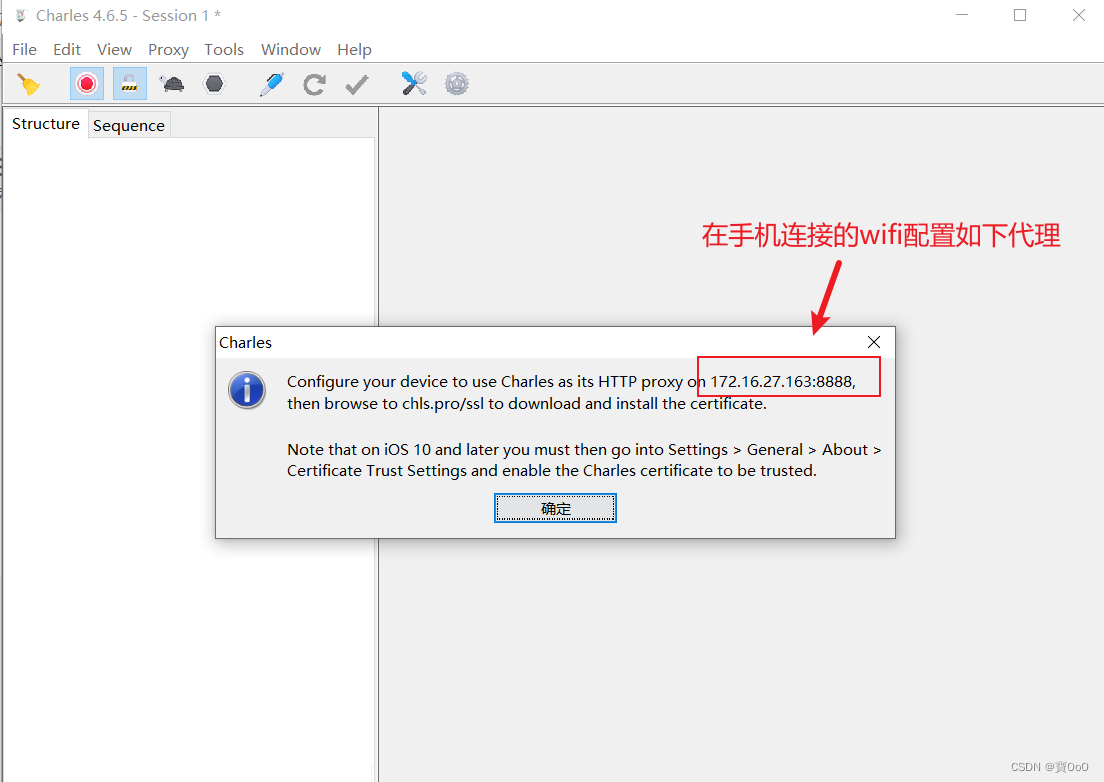 Charles 4.6.5 - Session 1 *
File Edit View Proxy Tools Window Help
Structure Sequence
在手机连接的wifi配置如下代理
Charles
Configure your device to use Charles as its HTTP proxy on 172.16.27.163:8888,
then browse to chls.pro/ssl to download and install the certificate.
Note that on iOS 10 and later you must then go into Settings > General > About >
Certificate Trust Settings and enable the Charles certificate to be trusted.
确定
CSDN @寶OoO